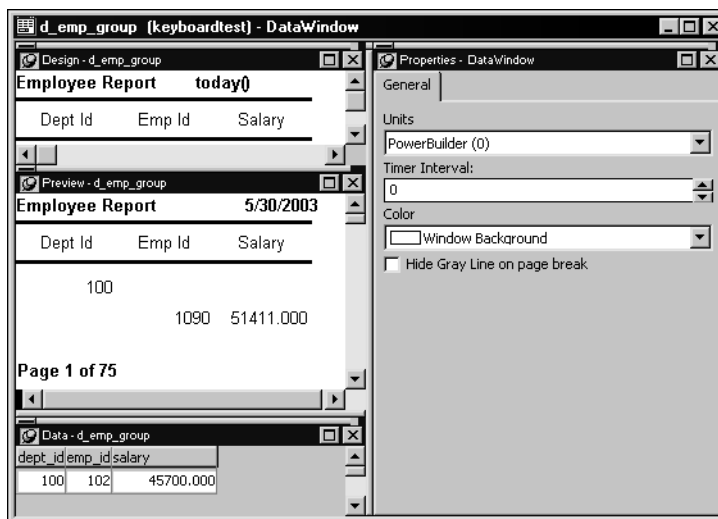 d_emp_group (keyboardtest) - DataWindow
Design - d_emp_group
Employee Report today()
Dept Id Emp Id Salary
Preview - d_emp_group
Employee Report 5/30/2003
Dept Id Emp Id Salary
100
1090 51411.000
Page 1 of 75
Data - d_emp_group
dept_id emp_id salary
100 102 45700.000
Properties - DataWindow
General
Units
PowerBuilder (0)
Timer Interval:
0
Color
Window Background
Hide Gray Line on page break